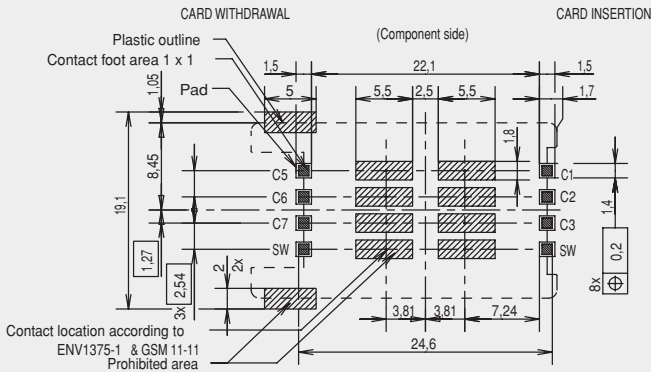 CARD WITHDRAWAL
CARD INSERTION
(Component side)
Plastic outline
Contact foot area 1 x 1
Pad
1,5
22,1
1,5
5
5,5
2,5
5,5
1,7
1,05
8,45
19,1
1,27
3x 2,54
2
2x
1,8
1,4
8x ⌖ 0,2
C5
C1
C6
C2
C7
C3
SW
SW
3,81
3,81
7,24
24,6
Contact location according to
ENV1375-1 & GSM 11-11
Prohibited area